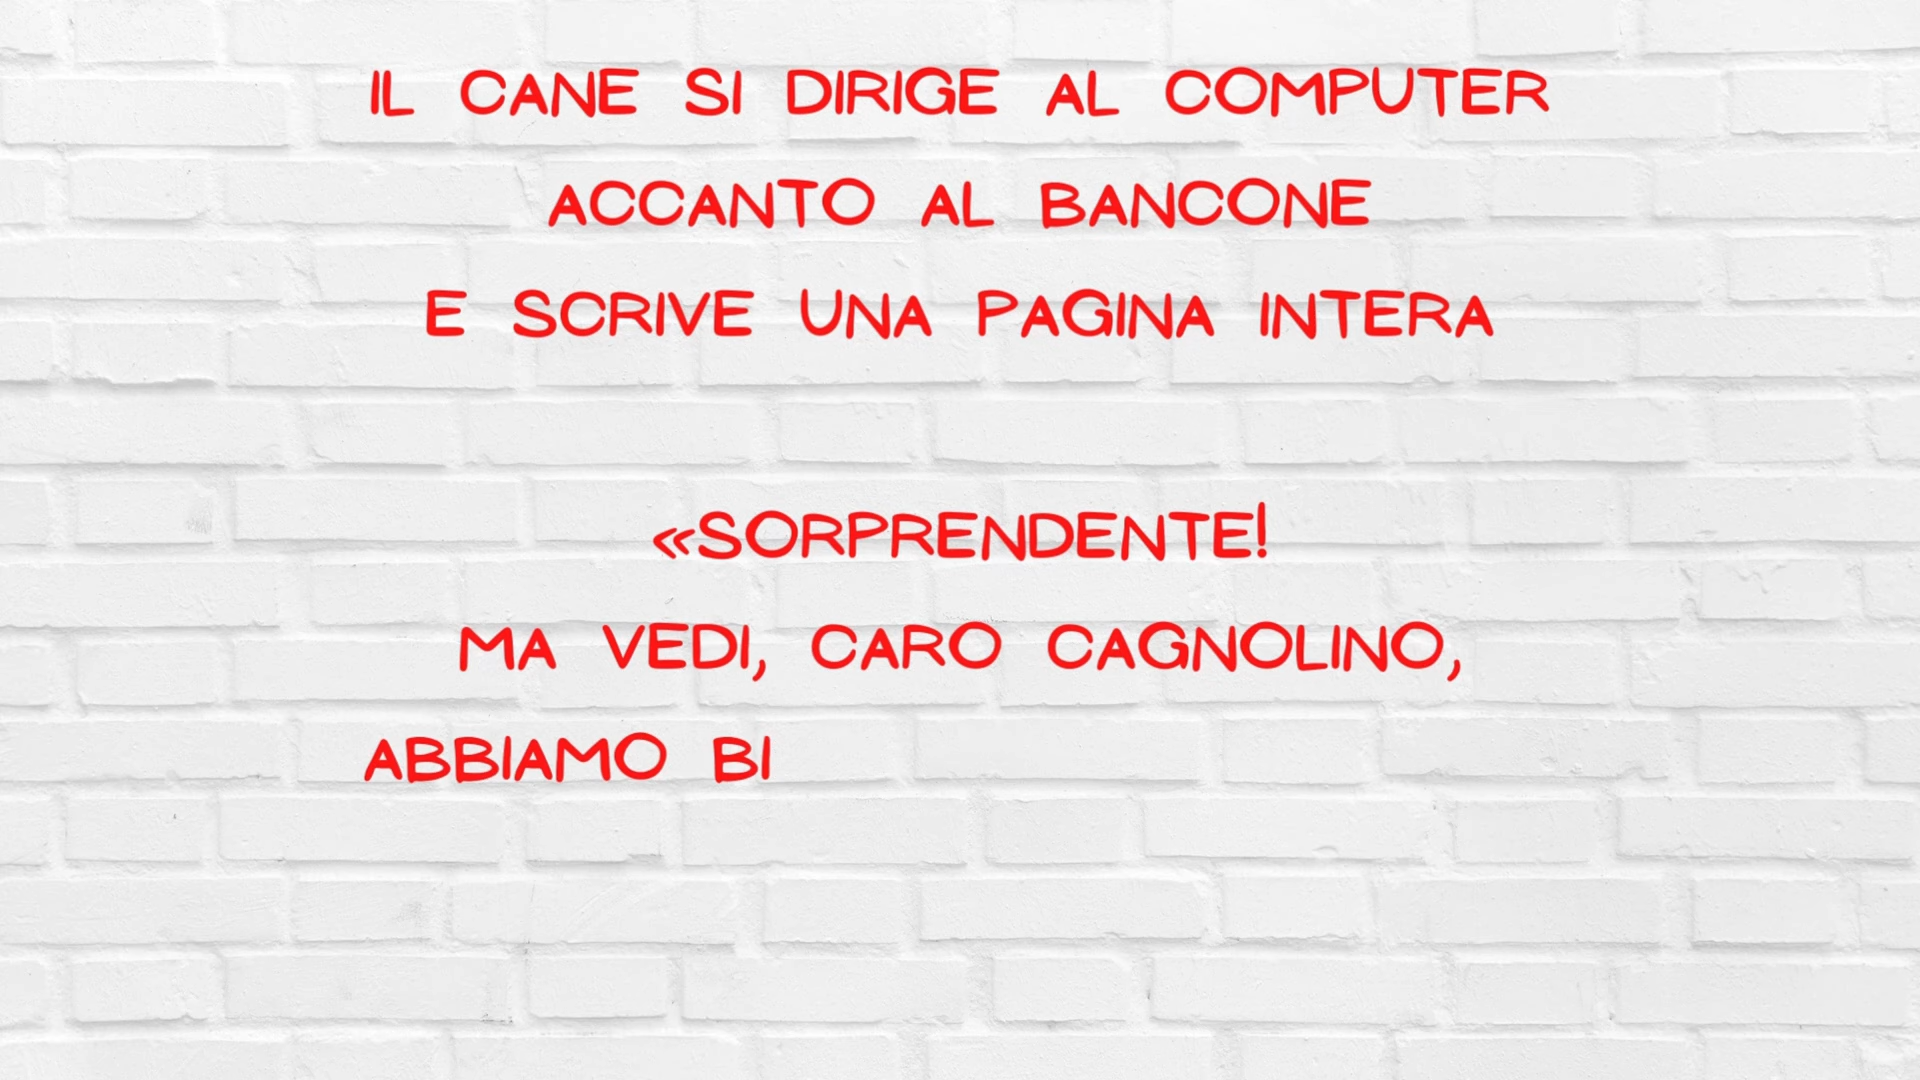 IL CANE SI DIRIGE AL COMPUTER
ACCANTO AL BANCONE
E SCRIVE UNA PAGINA INTERA
«SORPRENDENTE!
MA VEDI, CARO CAGNOLINO,
ABBIAMO BI